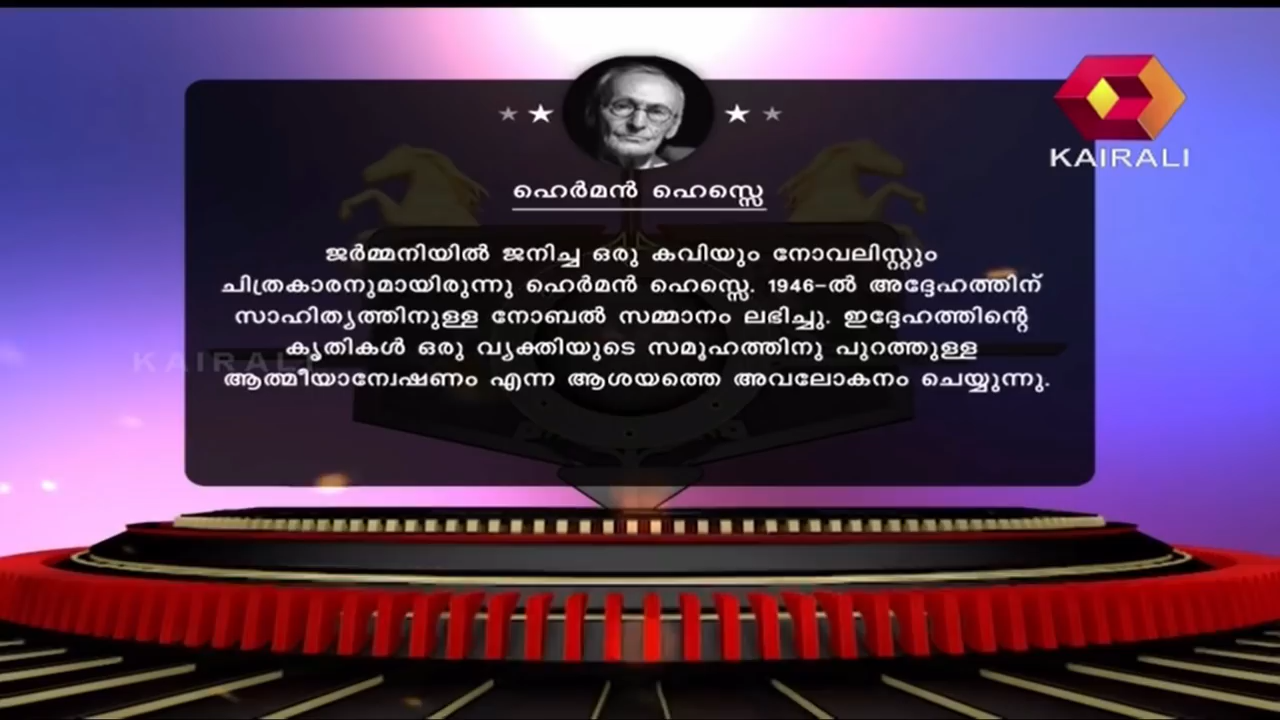 KAIRALI
ഹെർമൻ ഹെസ്സെ
ജർമ്മനിയിൽ ജനിച്ച ഒരു കവിയും നോവലിസ്റ്റും
ചിത്രകാരനുമായിരുന്നു ഹെർമൻ ഹെസ്സെ. 1946-ൽ അദ്ദേഹത്തിന്
സാഹിത്യത്തിനുള്ള നോബൽ സമ്മാനം ലഭിച്ചു. ഇദ്ദേഹത്തിന്റെ
കൃതികൾ ഒരു വ്യക്തിയുടെ സമൂഹത്തിനു പുറത്തുള്ള
KAIRALI
ആത്മീയാന്വേഷണം എന്ന ആശയത്തെ അവലോകനം ചെയ്യുന്നു.